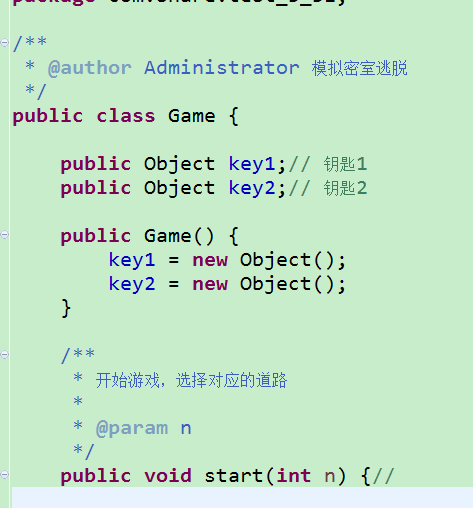 /**
 * @author Administrator 模拟密室逃脱
 */
public class Game {
public Object key1;// 钥匙1
public Object key2;// 钥匙2
public Game() {
key1 = new Object();
key2 = new Object();
}
/**
 * 开始游戏，选择对应的道路
 *
 * @param n
 */
public void start(int n) {//